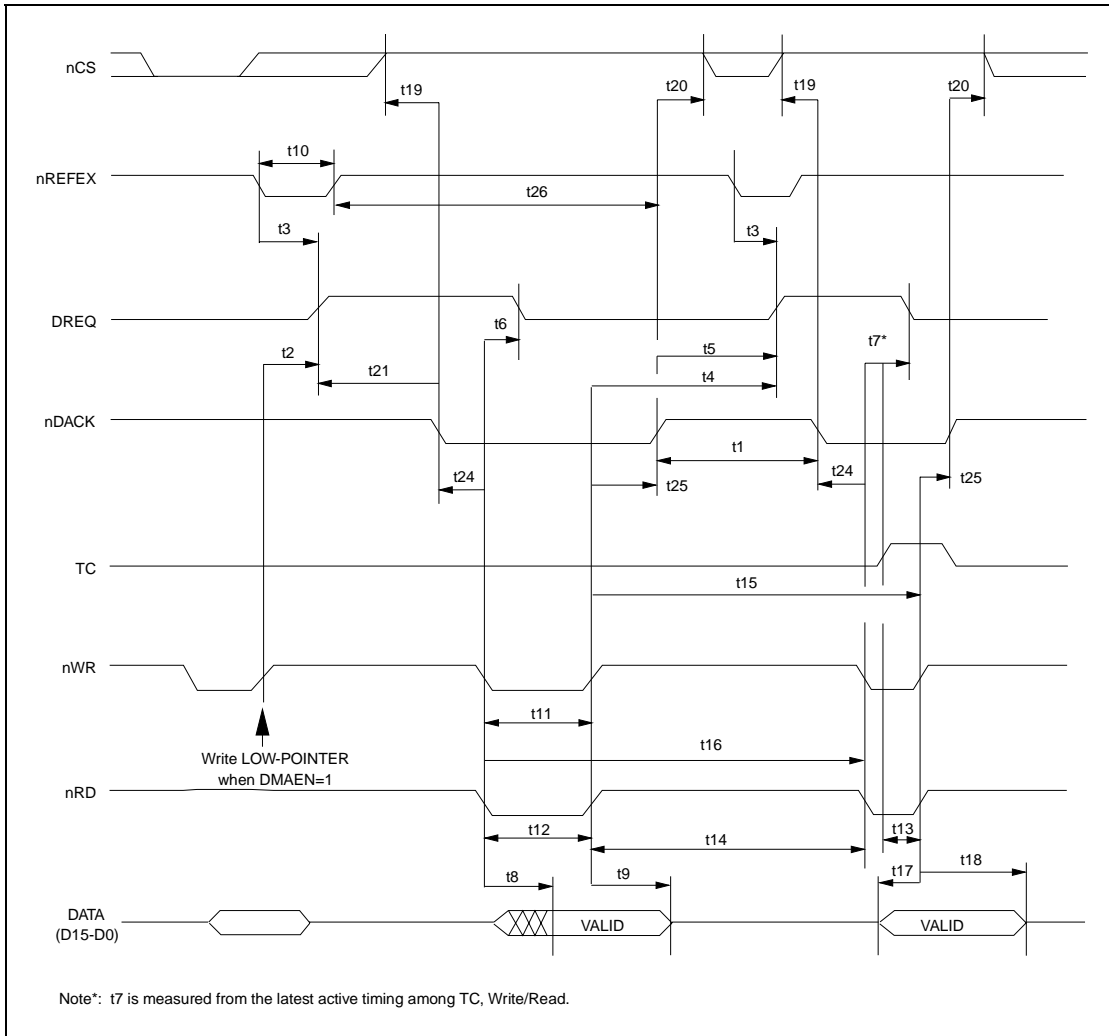 nCS
t19
t20
t19
t20
t10
nREFEX
t26
t3
t3
DREQ
t6
t7*
t2
t5
t21
t4
nDACK
t1
t24
t24
t25
t25
TC
t15
nWR
t11
t16
Write LOW-POINTER
when DMAEN=1
nRD
t12
t13
t14
t18
t8
t9
t17
DATA
(D15-D0)
VALID
VALID
Note*: t7 is measured from the latest active timing among TC, Write/Read.